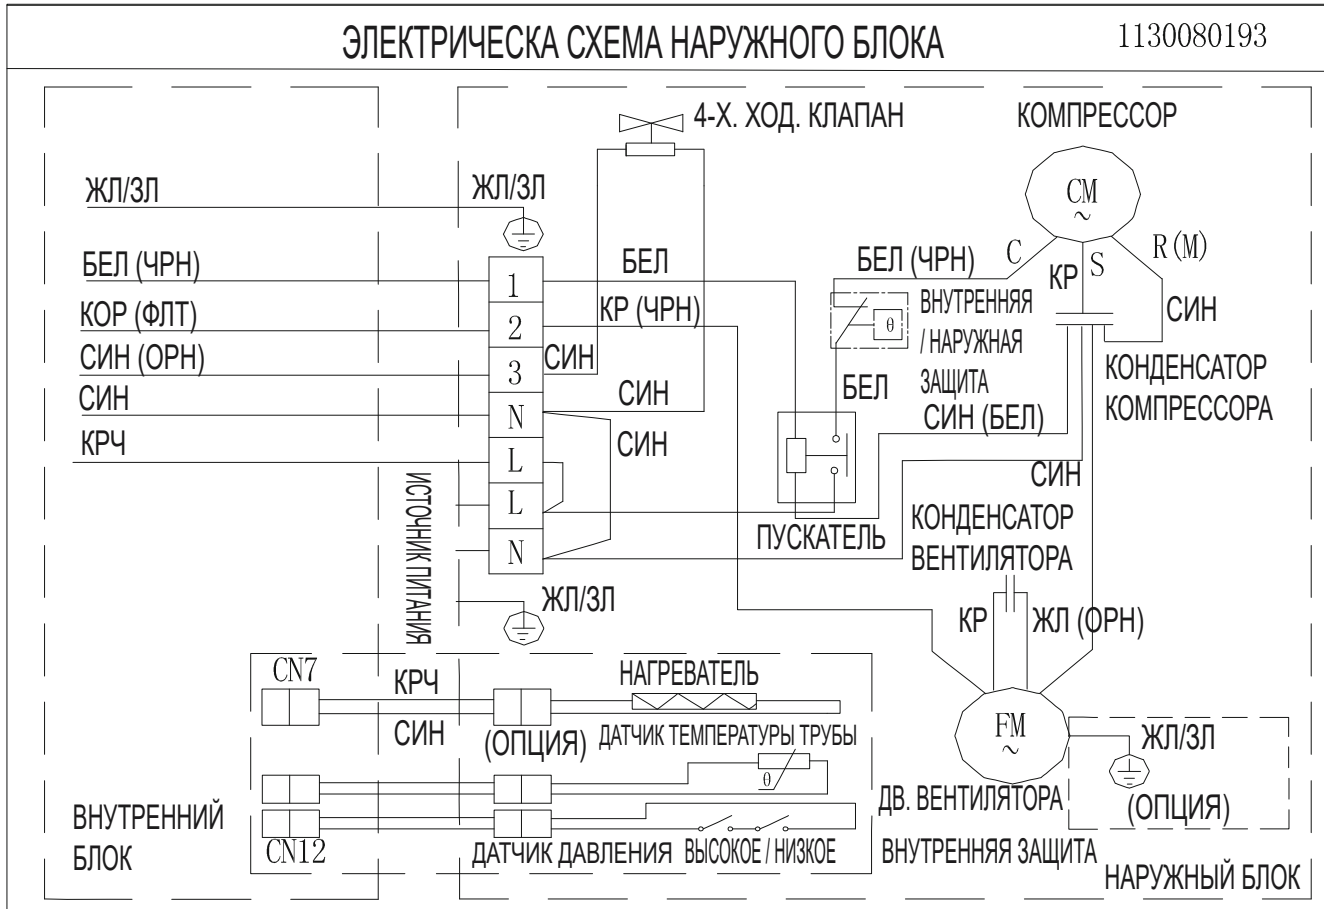 ЭЛЕКТРИЧЕСКА СХЕМА НАРУЖНОГО БЛОКА
1130080193
4-Х. ХОД. КЛАПАН
КОМПРЕССОР
ЖЛ/ЗЛ
ЖЛ/ЗЛ
CM
~
C
S
R(M)
БЕЛ (ЧРН)
БЕЛ
БЕЛ (ЧРН)
КР
1
КОР (ФЛТ)
КР (ЧРН)
ВНУТРЕННЯЯ
/ НАРУЖНАЯ
ЗАЩИТА
θ
СИН
2
СИН (ОРН)
СИН
3
БЕЛ
КОНДЕНСАТОР
КОМПРЕССОРА
СИН
СИН
N
СИН (БЕЛ)
КРЧ
СИН
L
СИН
ИСТОЧНИК ПИТАНИЯ
L
ПУСКАТЕЛЬ
КОНДЕНСАТОР
ВЕНТИЛЯТОРА
N
ЖЛ/ЗЛ
КР
ЖЛ (ОРН)
CN7
КРЧ
НАГРЕВАТЕЛЬ
СИН
(ОПЦИЯ)
ДАТЧИК ТЕМПЕРАТУРЫ ТРУБЫ
θ
FM
~
ЖЛ/ЗЛ
(ОПЦИЯ)
ДВ. ВЕНТИЛЯТОРА
ВНУТРЕННИЙ
БЛОК
CN12
ДАТЧИК ДАВЛЕНИЯ
ВЫСОКОЕ / НИЗКОЕ
ВНУТРЕННЯЯ ЗАЩИТА
НАРУЖНЫЙ БЛОК